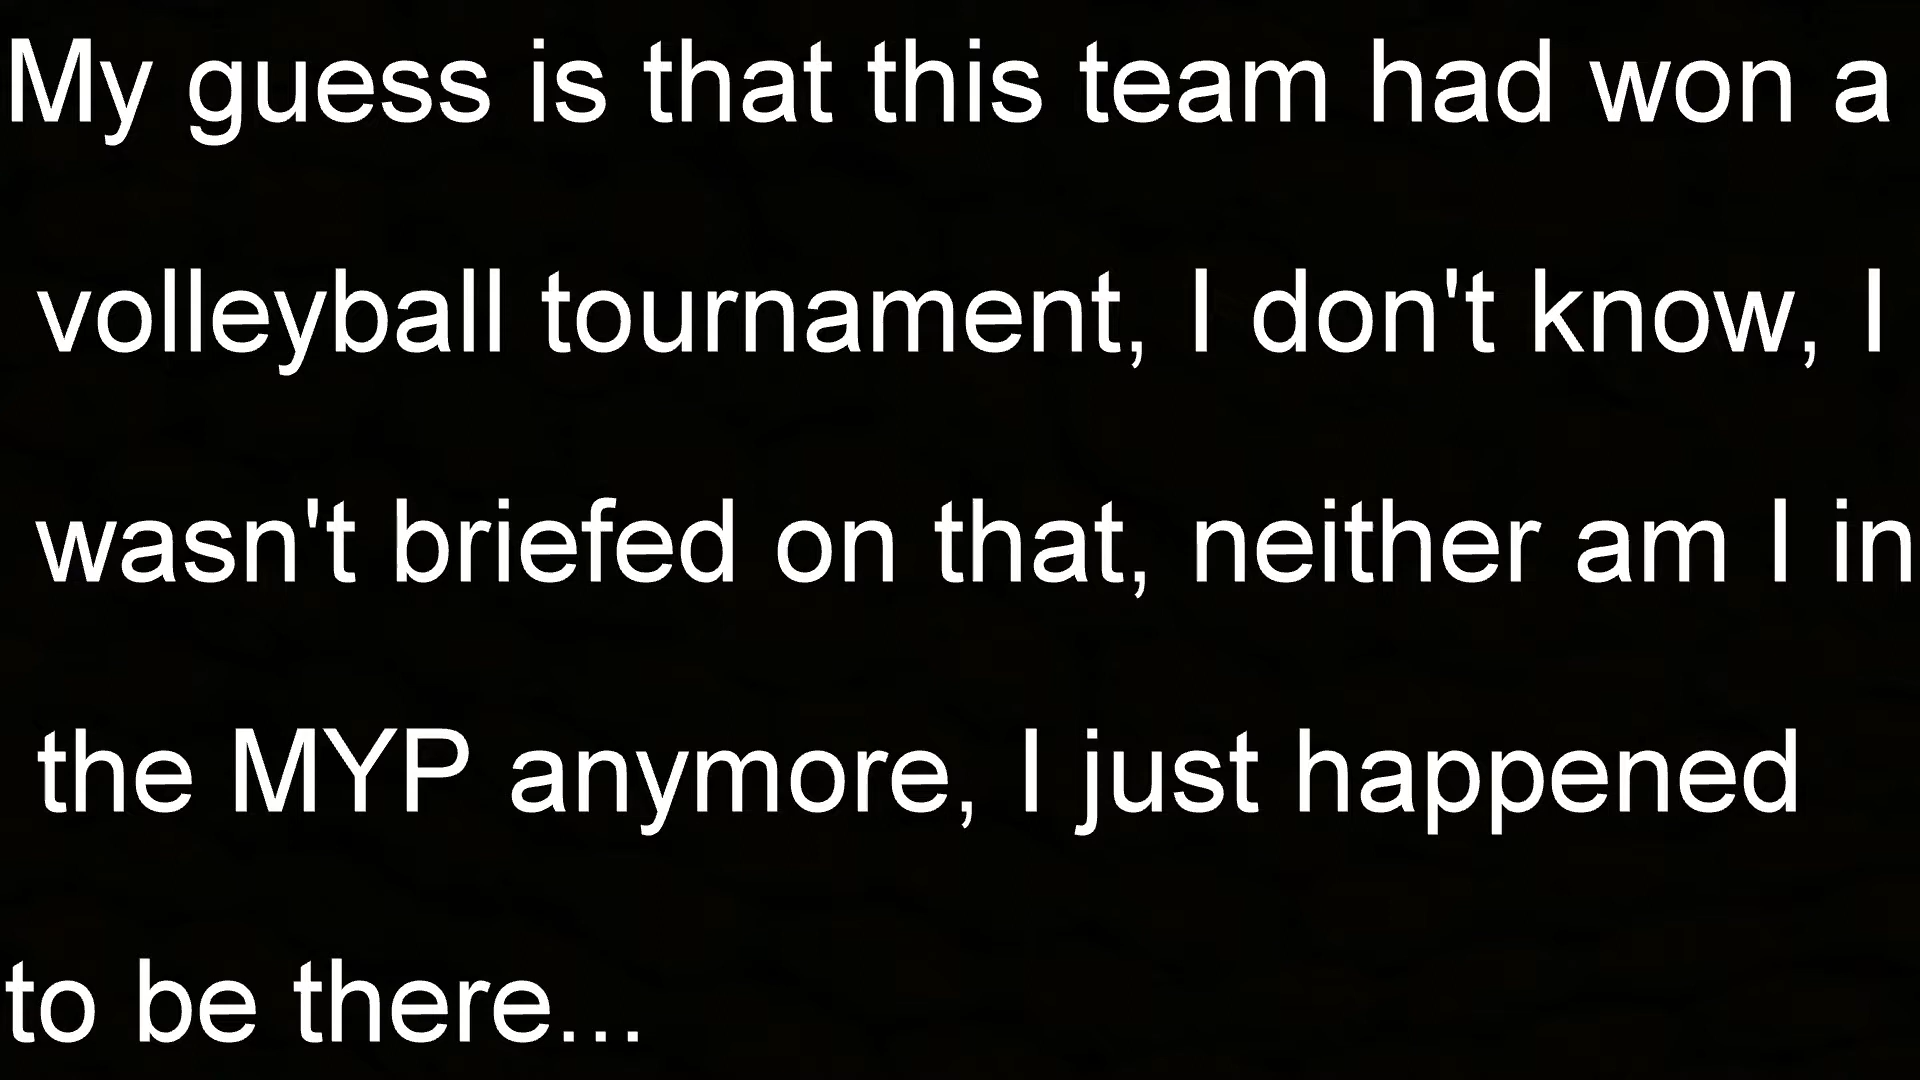 My guess is that this team had won a
volleyball tournament, I don't know, I
wasn't briefed on that, neither am I in
the MYP anymore, I just happened
to be there...